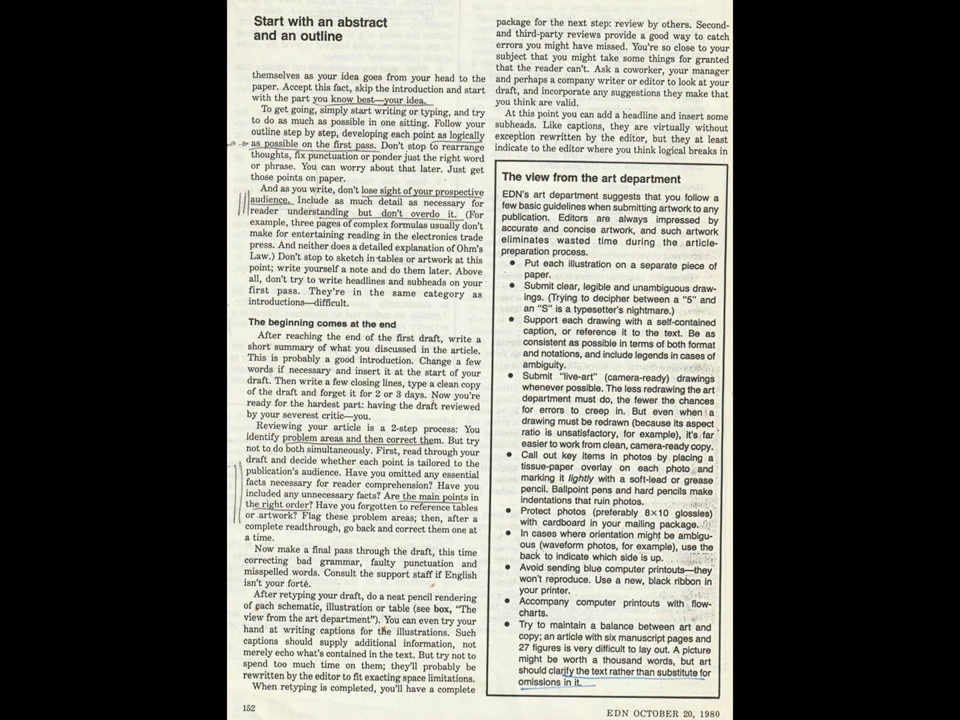 Start with an abstract
and an outline
themselves as your idea goes from your head to the
paper. Accept this fact, skip the introduction and start
with the part you know best—your idea.
To get going, simply start writing or typing, and try
to do as much as possible in one sitting. Follow your
outline step by step, developing each point as logically
as possible on the first pass. Don't stop to rearrange
thoughts, fix punctuation or ponder just the right word
or phrase. You can worry about that later. Just get
those points on paper.
And as you write, don't lose sight of your prospective
audience. Include as much detail as necessary for
reader understanding but don't overdo it. (For
example, three pages of complex formulas usually don't
make for entertaining reading in the electronics trade
press. And neither does a detailed explanation of Ohm's
Law.) Don't stop to sketch in tables or artwork at this
point; write yourself a note and do them later. Above
all, don't try to write headlines and subheads on your
first pass. They're in the same category as
introductions—difficult.
The beginning comes at the end
After reaching the end of the first draft, write a
short summary of what you discussed in the article.
This is probably a good introduction. Change a few
words if necessary and insert it at the start of your
draft. Then write a few closing lines, type a clean copy
of the draft and forget it for 2 or 3 days. Now you're
ready for the hardest part: having the draft reviewed
by your severest critic—you.
Reviewing your article is a 2-step process: You
identify problem areas and then correct them. But try
not to do both simultaneously. First, read through your
draft and decide whether each point is tailored to the
publication's audience. Have you omitted any essential
facts necessary for reader comprehension? Have you
included any unnecessary facts? Are the main points in
the right order? Have you forgotten to reference tables
or artwork? Flag these problem areas; then, after a
complete readthrough, go back and correct them one at
a time.
Now make a final pass through the draft, this time
correcting bad grammar, faulty punctuation and
misspelled words. Consult the support staff if English
isn't your forté.
After retyping your draft, do a neat pencil rendering
of each schematic, illustration or table (see box, "The
view from the art department"). You can even try your
hand at writing captions for the illustrations. Such
captions should supply additional information, not
merely echo what's contained in the text. But try not to
spend too much time on them; they'll probably be
rewritten by the editor to fit exacting space limitations.
When retyping is completed, you'll have a complete
package for the next step: review by others. Second-
and third-party reviews provide a good way to catch
errors you might have missed. You're so close to your
subject that you might take some things for granted
that the reader can't. Ask a coworker, your manager
and perhaps a company writer or editor to look at your
draft, and incorporate any suggestions they make that
you think are valid.
At this point you can add a headline and insert some
subheads. Like captions, they are virtually without
exception rewritten by the editor, but they at least
indicate to the editor where you think logical breaks in
The view from the art department
EDN's art department suggests that you follow a
few basic guidelines when submitting artwork to any
publication. Editors are always impressed by
accurate and concise artwork, and such artwork
eliminates wasted time during the article-
preparation process.
● Put each illustration on a separate piece of
paper.
● Submit clear, legible and unambiguous draw-
ings. (Trying to decipher between a "5" and
an "S" is a typesetter's nightmare.)
● Support each drawing with a self-contained
caption, or reference it to the text. Be as
consistent as possible in terms of both format
and notations, and include legends in cases of
ambiguity.
● Submit "live-art" (camera-ready) drawings
whenever possible. The less redrawing the art
department must do, the fewer the chances
for errors to creep in. But even when a
drawing must be redrawn (because its aspect
ratio is unsatisfactory, for example), it's far
easier to work from clean, camera-ready copy.
● Call out key items in photos by placing a
tissue-paper overlay on each photo and
marking it lightly with a soft-lead or grease
pencil. Ballpoint pens and hard pencils make
indentations that ruin photos.
● Protect photos (preferably 8×10 glossies)
with cardboard in your mailing package.
● In cases where orientation might be ambigu-
ous (waveform photos, for example), use the
back to indicate which side is up.
● Avoid sending blue computer printouts—they
won't reproduce. Use a new, black ribbon in
your printer.
● Accompany computer printouts with flow-
charts.
● Try to maintain a balance between art and
copy; an article with six manuscript pages and
27 figures is very difficult to lay out. A picture
might be worth a thousand words, but art
should clarify the text rather than substitute for
omissions in it.
152
EDN OCTOBER 20, 1980